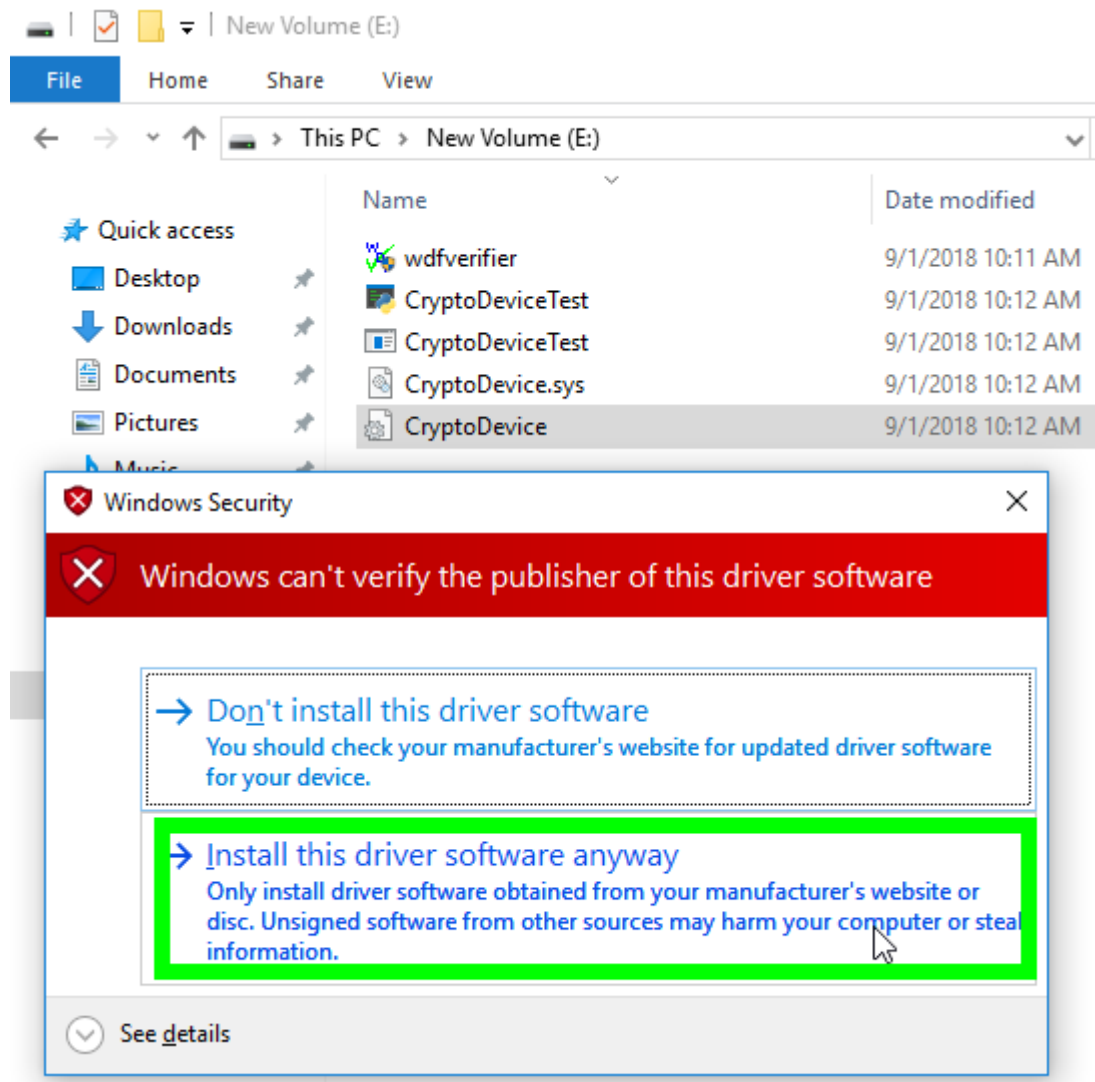 New Volume (E:)
File Home Share View
This PC > New Volume (E:)
Name Date modified
Quick access
Desktop
Downloads
Documents
Pictures
Music
wdfverifier 9/1/2018 10:11 AM
CryptoDeviceTest 9/1/2018 10:12 AM
CryptoDeviceTest 9/1/2018 10:12 AM
CryptoDevice.sys 9/1/2018 10:12 AM
CryptoDevice 9/1/2018 10:12 AM
Windows Security
Windows can't verify the publisher of this driver software
Don't install this driver software
You should check your manufacturer's website for updated driver software
for your device.
Install this driver software anyway
Only install driver software obtained from your manufacturer's website or
disc. Unsigned software from other sources may harm your computer or steal
information.
See details